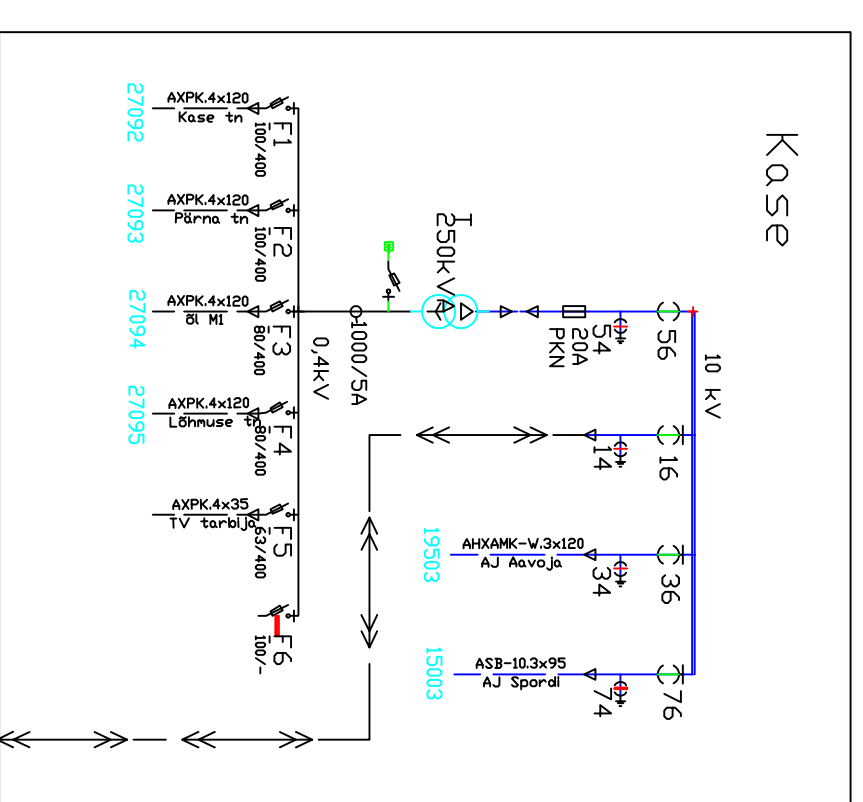 Kase
10 kV
56
54
20A
PKN
T
250kV
1000/5A
0,4kV
16
14
36
34
AHXAMK-W.3x120
AJ Aavoja
19503
76
74
ASB-10.3x95
AJ Spordi
15003
F1
100/400
AXPK.4x120
Kase tn
27092
F2
100/400
AXPK.4x120
Pärna tn
27093
F3
80/400
AXPK.4x120
õl M1
27094
F4
80/400
AXPK.4x120
Lõhmuse tn
27095
F5
63/400
AXPK.4x35
TV tarbija
F6
100/-